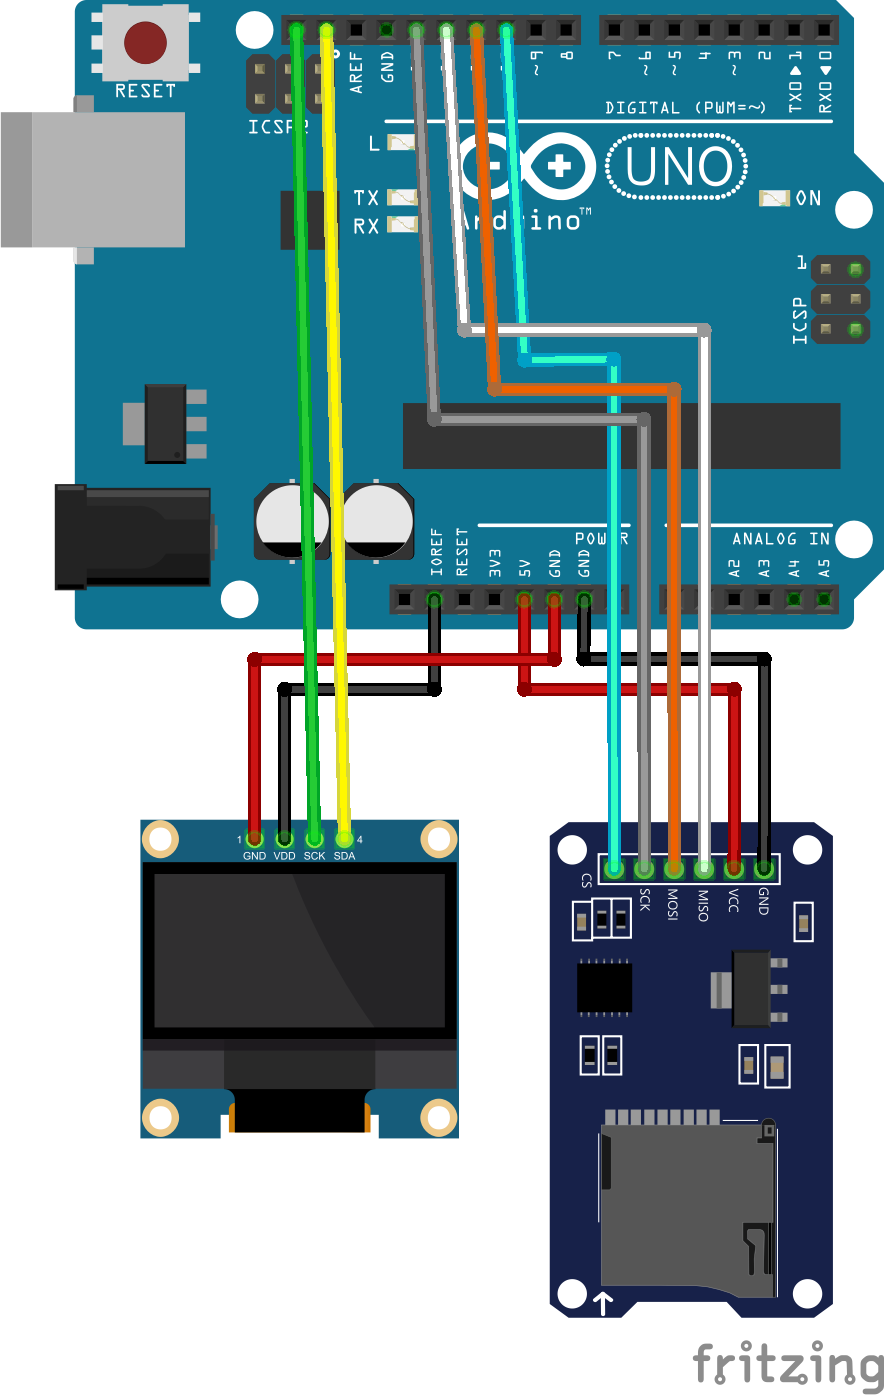 RESET
AREF
GND
~9
8
7
~6
~5
4
~3
2
TX0▶1
RX0◀0
ICSP2
DIGITAL (PWM=~)
L
TX
RX
UNO
Arduino™
ON
1
ICSP
IOREF
RESET
3V3
5V
GND
GND
POWER
ANALOG IN
A2
A3
A4
A5
1
4
GND VDD SCK SDA
CS
SCK
MOSI
MISO
VCC
GND
fritzing